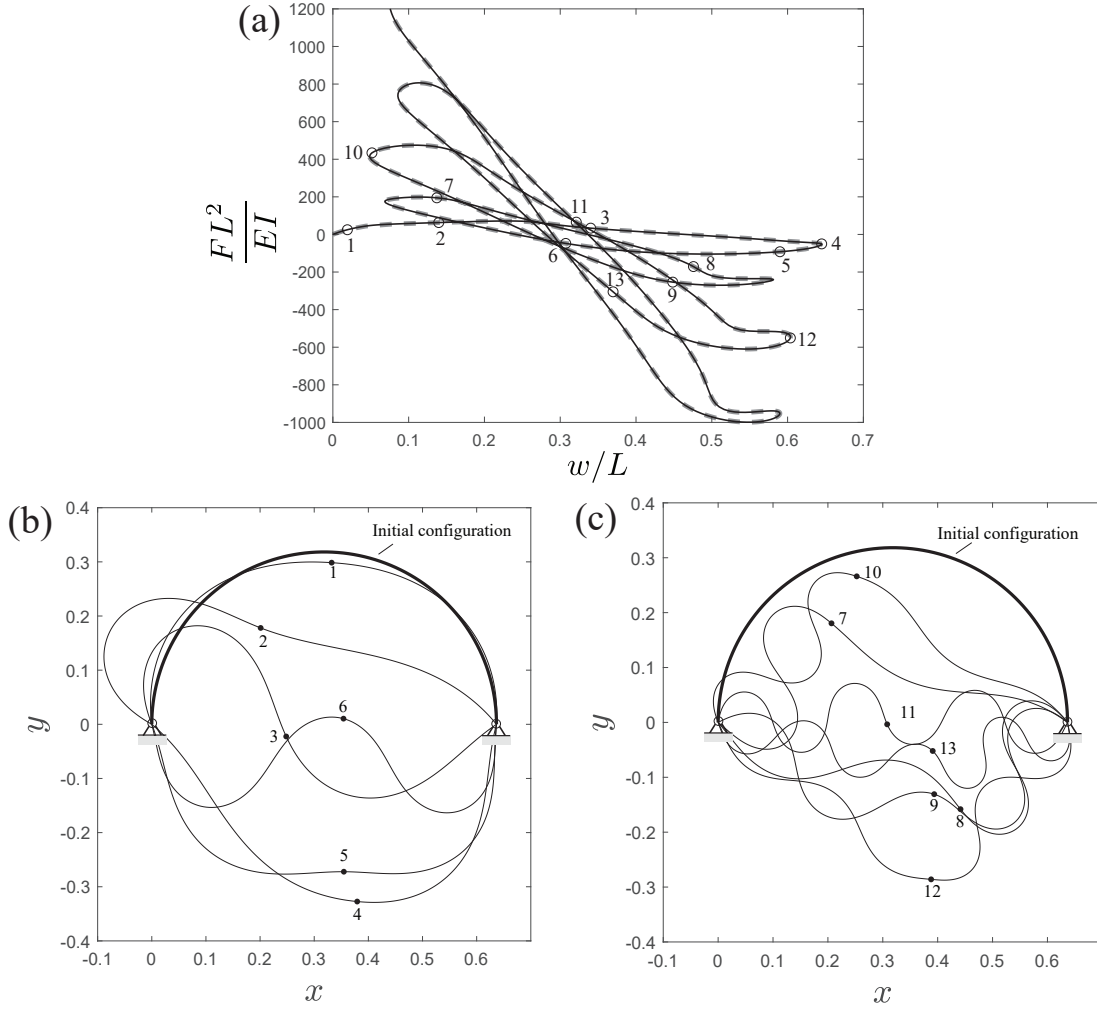 (a)
1200
1000
800
600
400
200
0
-200
-400
-600
-800
-1000
FL²/EI
0 0.1 0.2 0.3 0.4 0.5 0.6 0.7
w/L
1 2 3 4 5 6 7 8 9 10 11 12 13
(b)
Initial configuration
0.4
0.3
0.2
0.1
0
-0.1
-0.2
-0.3
-0.4
y
-0.1 0 0.1 0.2 0.3 0.4 0.5 0.6
x
1 2 3 4 5 6
(c)
Initial configuration
0.4
0.3
0.2
0.1
0
-0.1
-0.2
-0.3
-0.4
y
-0.1 0 0.1 0.2 0.3 0.4 0.5 0.6
x
7 8 9 10 11 12 13